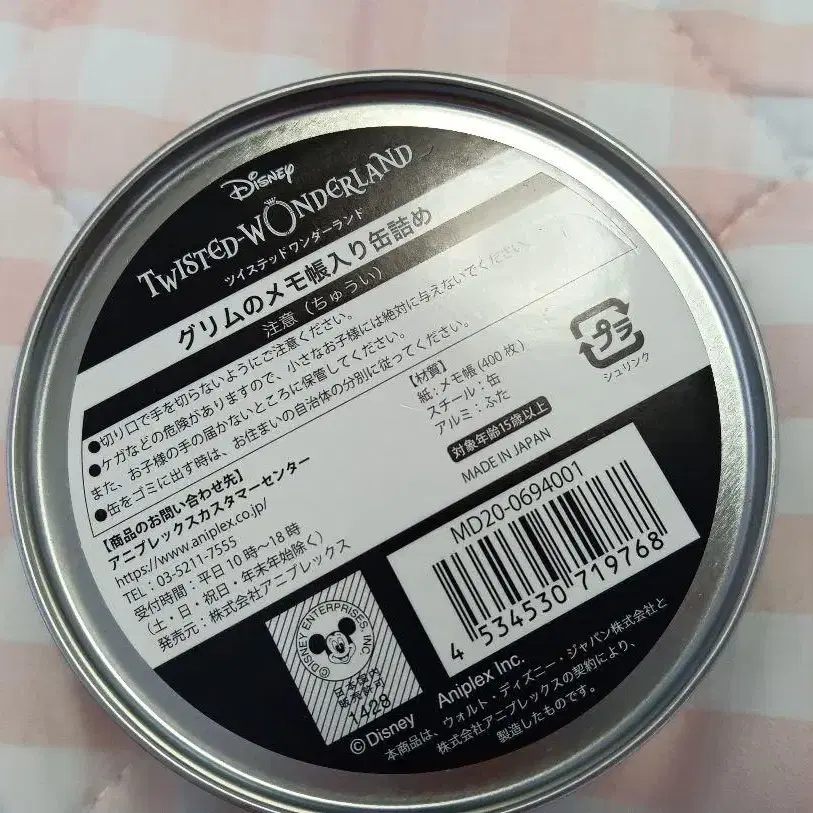 Disney
TWISTED-WONDERLAND
ツイステッドワンダーランド
グリムのメモ帳入り缶詰め
注意（ちゅうい）
●切り口で手を切らないようにご注意ください。
●ケガなどの危険がありますので、小さなお子様には絶対に与えないでください。
また、お子様の手の届かないところに保管してください。
●缶をゴミに出す時は、お住まいの自治体の分別に従ってください。
【商品のお問い合わせ先】
アニプレックスカスタマーセンター
https://www.aniplex.co.jp/
TEL：03-5211-7555
受付時間：平日10時〜18時
（土・日・祝日・年末年始除く）
発売元：株式会社アニプレックス
【材質】
紙：メモ帳（400枚）
スチール：缶
アルミ：ふた
対象年齢15歳以上
MADE IN JAPAN
プラ
シュリンク
MD20-0694001
4 534530 719768
©DISNEY ENTERPRISES, INC.
日本国内
販売許可
1428
©Disney Aniplex Inc.
本商品は、ウォルト・ディズニー・ジャパン株式会社と
株式会社アニプレックスの契約により、
製造したものです。